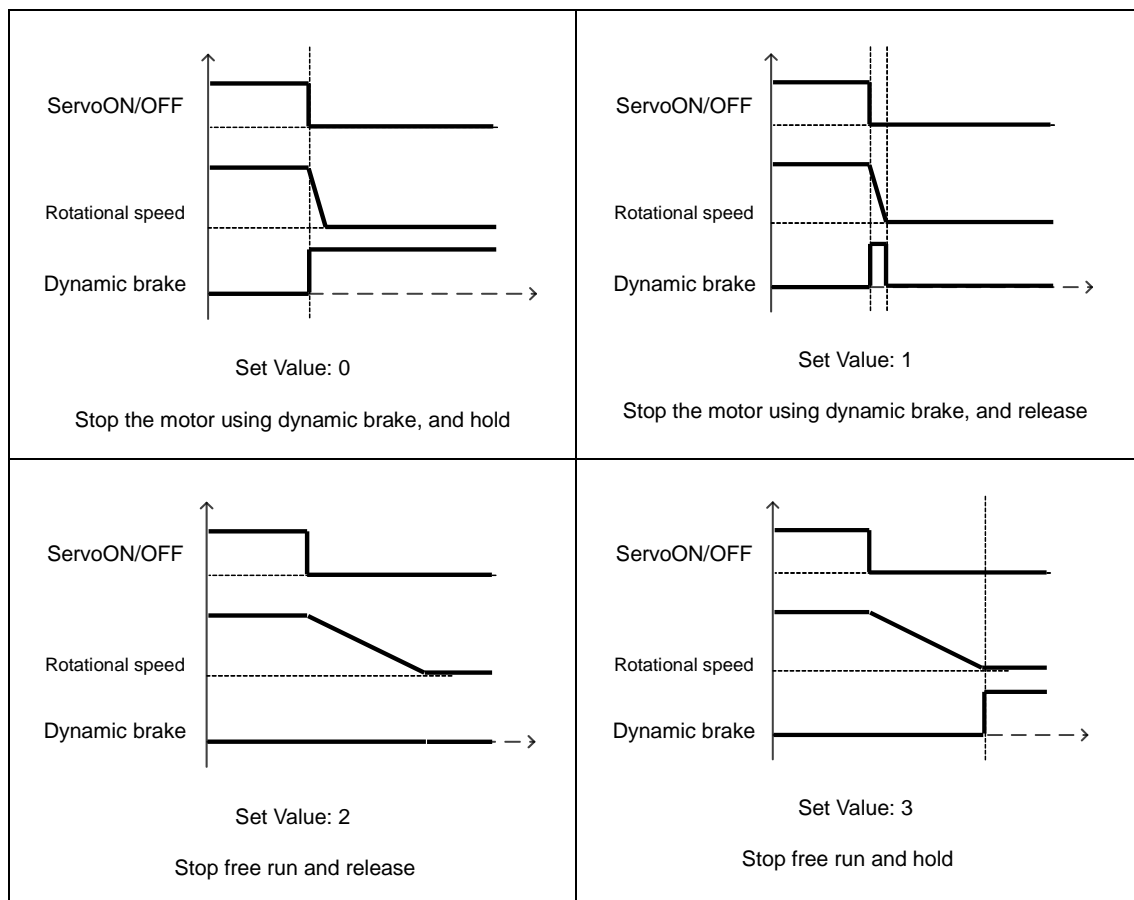 ServoON/OFF
Rotational speed
Dynamic brake
Set Value: 0
Stop the motor using dynamic brake, and hold
ServoON/OFF
Rotational speed
Dynamic brake
Set Value: 1
Stop the motor using dynamic brake, and release
ServoON/OFF
Rotational speed
Dynamic brake
Set Value: 2
Stop free run and release
ServoON/OFF
Rotational speed
Dynamic brake
Set Value: 3
Stop free run and hold